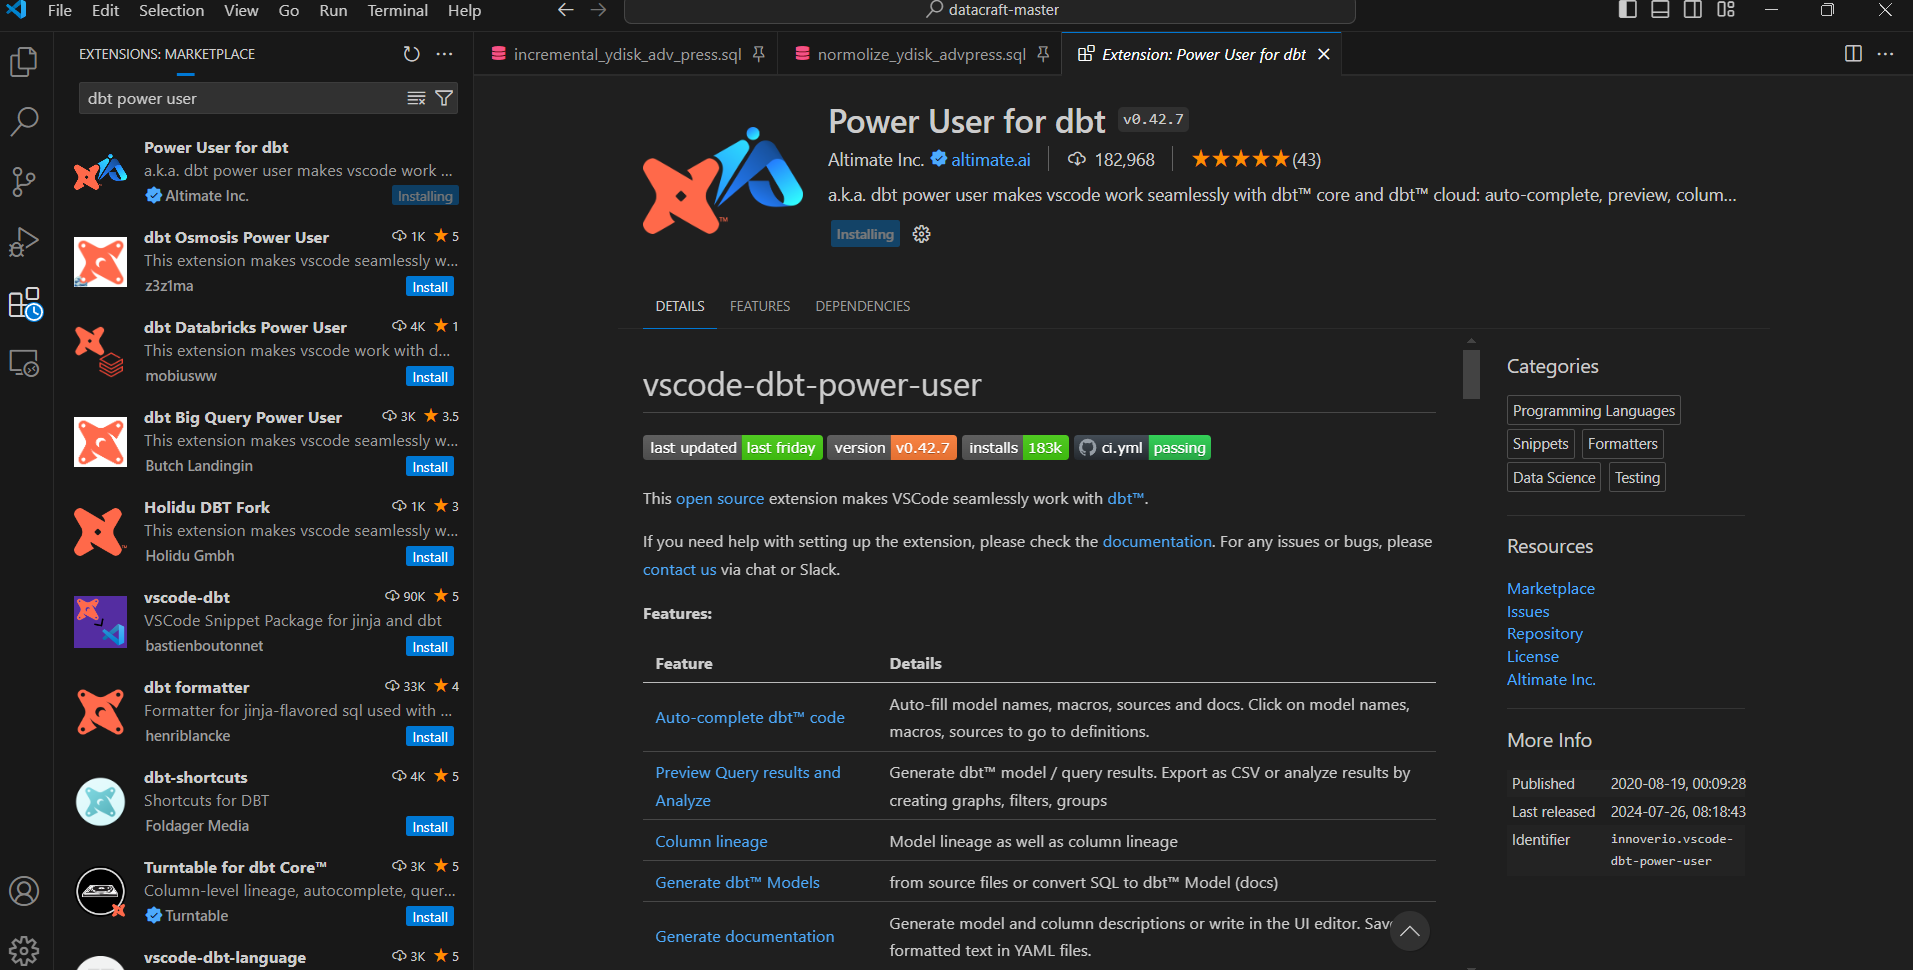 File Edit Selection View Go Run Terminal Help
datacraft-master
EXTENSIONS: MARKETPLACE
dbt power user
Power User for dbt
a.k.a. dbt power user makes vscode work ...
Altimate Inc.
Installing
dbt Osmosis Power User 1K 5
This extension makes vscode seamlessly w...
z3z1ma
Install
dbt Databricks Power User 4K 1
This extension makes vscode work with d...
mobiusww
Install
dbt Big Query Power User 3K 3.5
This extension makes vscode seamlessly w...
Butch Landingin
Install
Holidu DBT Fork 1K 3
This extension makes vscode seamlessly w...
Holidu Gmbh
Install
vscode-dbt 90K 5
VSCode Snippet Package for jinja and dbt
bastienboutonnet
Install
dbt formatter 33K 4
Formatter for jinja-flavored sql used with ...
henriblancke
Install
dbt-shortcuts 4K 5
Shortcuts for DBT
Foldager Media
Install
Turntable for dbt Core™ 3K 5
Column-level lineage, autocomplete, quer...
Turntable
Install
vscode-dbt-language 3K 5
incremental_ydisk_adv_press.sql
normolize_ydisk_advpress.sql
Extension: Power User for dbt
Power User for dbt v0.42.7
Altimate Inc. altimate.ai 182,968 (43)
a.k.a. dbt power user makes vscode work seamlessly with dbt™ core and dbt™ cloud: auto-complete, preview, colum...
Installing
DETAILS FEATURES DEPENDENCIES
vscode-dbt-power-user
last updated last friday version v0.42.7 installs 183k ci.yml passing
This open source extension makes VSCode seamlessly work with dbt™.
If you need help with setting up the extension, please check the documentation. For any issues or bugs, please
contact us via chat or Slack.
Features:
Feature Details
Auto-complete dbt™ code
Auto-fill model names, macros, sources and docs. Click on model names,
macros, sources to go to definitions.
Preview Query results and
Analyze
Generate dbt™ model / query results. Export as CSV or analyze results by
creating graphs, filters, groups
Column lineage Model lineage as well as column lineage
Generate dbt™ Models from source files or convert SQL to dbt™ Model (docs)
Generate documentation
Generate model and column descriptions or write in the UI editor. Save
formatted text in YAML files.
Categories
Programming Languages
Snippets Formatters
Data Science Testing
Resources
Marketplace
Issues
Repository
License
Altimate Inc.
More Info
Published 2020-08-19, 00:09:28
Last released 2024-07-26, 08:18:43
Identifier innoverio.vscode-
dbt-power-user